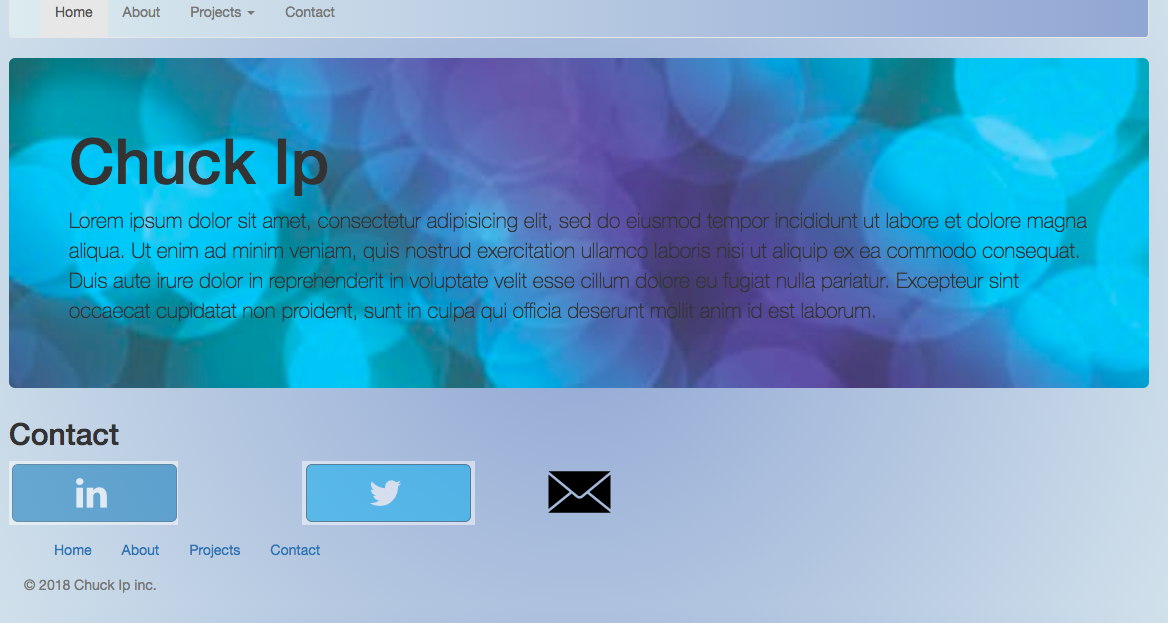 Home About Projects Contact
Chuck Ip
Lorem ipsum dolor sit amet, consectetur adipisicing elit, sed do eiusmod tempor incididunt ut labore et dolore magna
aliqua. Ut enim ad minim veniam, quis nostrud exercitation ullamco laboris nisi ut aliquip ex ea commodo consequat.
Duis aute irure dolor in reprehenderit in voluptate velit esse cillum dolore eu fugiat nulla pariatur. Excepteur sint
occaecat cupidatat non proident, sunt in culpa qui officia deserunt mollit anim id est laborum.
Contact
in
Home About Projects Contact
© 2018 Chuck Ip inc.